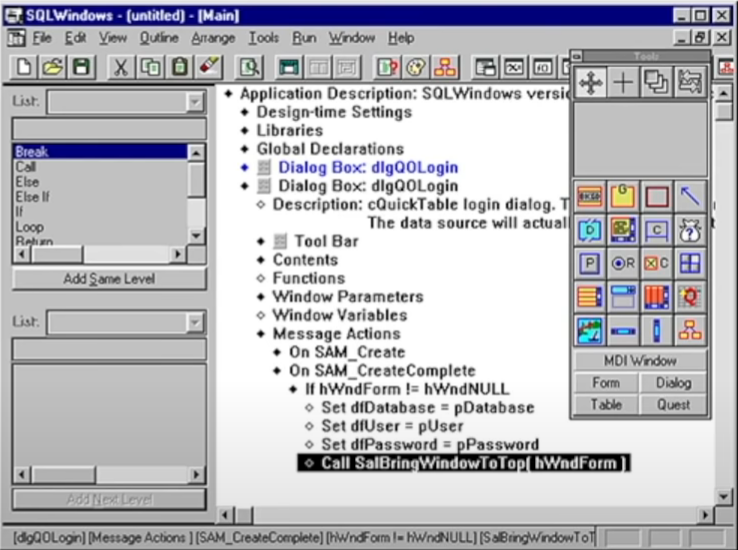 SQLWindows - (untitled) - [Main]
File Edit View Outline Arrange Tools Run Window Help
Tools
List:
Break
Call
Else
Else If
If
Loop
Return
Add Same Level
List:
Add Next Level
Application Description: SQLWindows versio
Design-time Settings
Libraries
Global Declarations
Dialog Box: dlgQOLogin
Dialog Box: dlgQOLogin
Description: cQuickTable login dialog. T
The data source will actual
Tool Bar
Contents
Functions
Window Parameters
Window Variables
Message Actions
On SAM_Create
On SAM_CreateComplete
If hWndForm != hWndNULL
Set dfDatabase = pDatabase
Set dfUser = pUser
Set dfPassword = pPassword
Call SalBringWindowToTop( hWndForm )
G
D
C
P R C
MDI Window
Form Dialog
Table Quest
[dlgQOLogin] [Message Actions ] [SAM_CreateComplete] [hWndForm != hWndNULL] [SalBringWindowToT